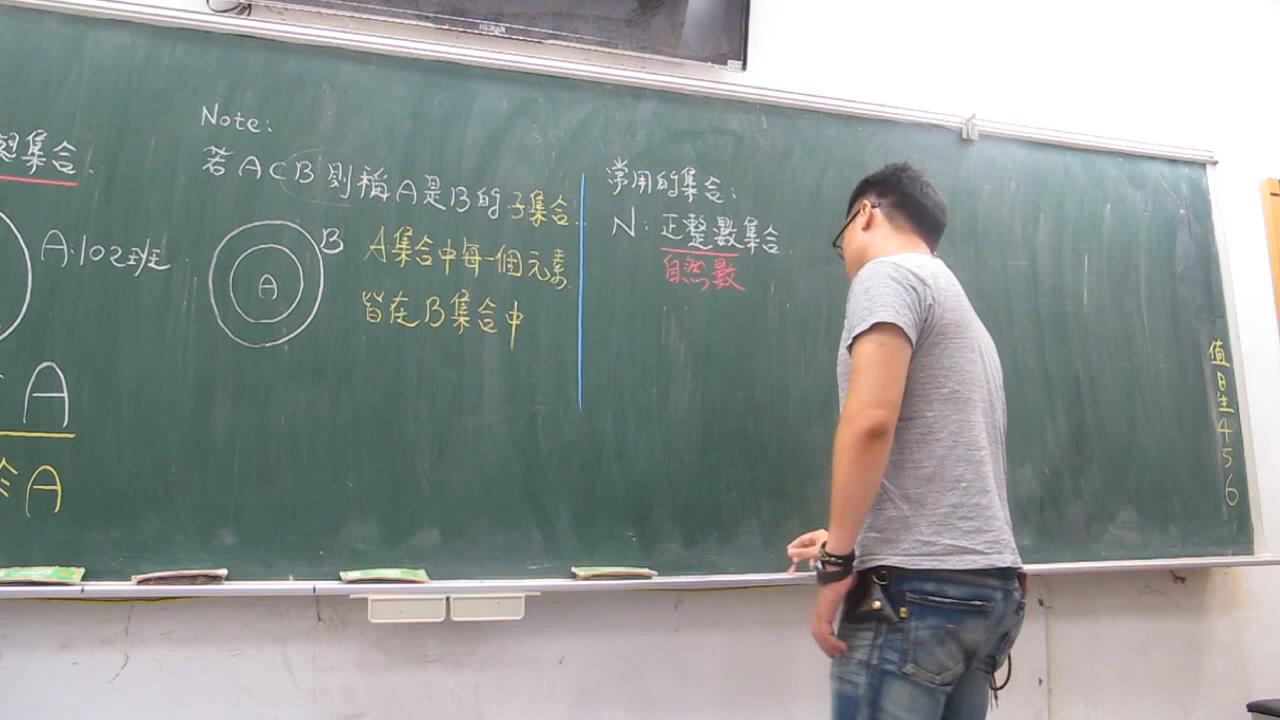 集合.
A:102班
A
A
Note:
若A⊂B則稱A是B的子集合.
B
A
A集合中每一個元素
皆在B集合中
常用的集合:
N: 正整數集合
自然數
值
日
生
4
5
6
HERAN